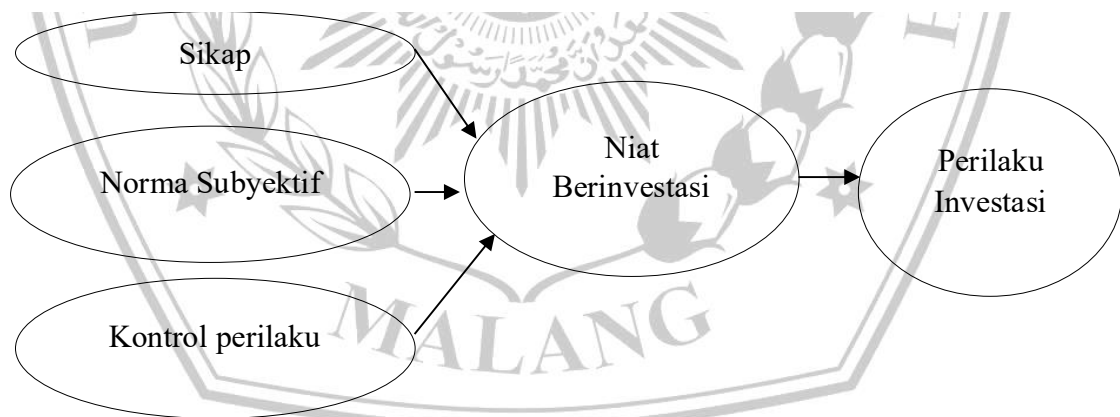 Sikap
Norma Subyektif
Kontrol perilaku
Niat
Berinvestasi
Perilaku
Investasi
MALANG